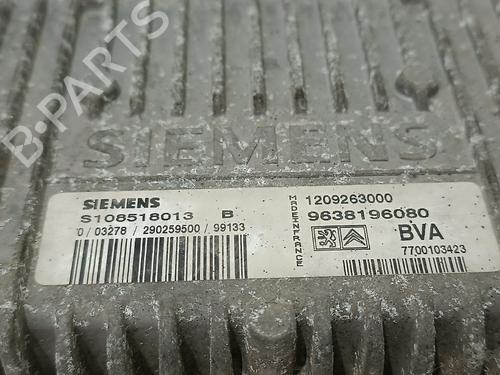 B-PARTS
SIEMENS
SIEMENS
S108518013 B
0 / 03278 / 290259500 / 99133
MADE IN FRANCE
1209263000
9638196080
BVA
7700103423